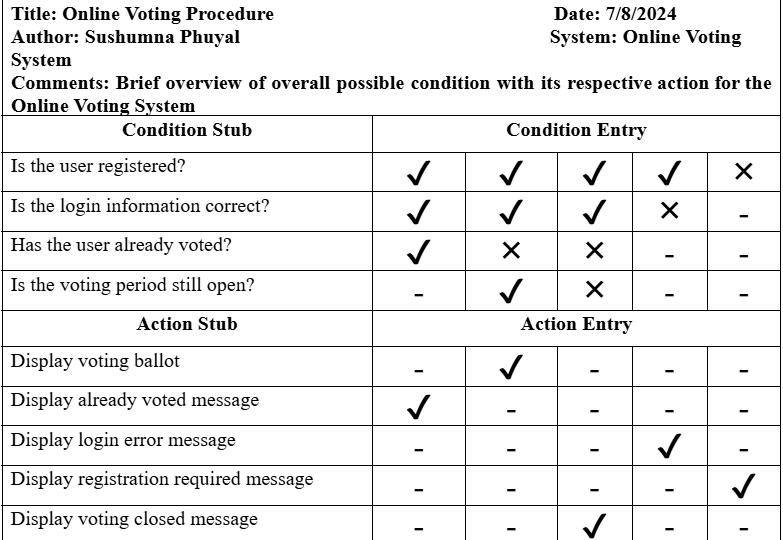 Title: Online Voting Procedure Date: 7/8/2024
Author: Sushumna Phuyal System: Online Voting
System
Comments: Brief overview of overall possible condition with its respective action for the
Online Voting System
Condition Stub Condition Entry
Is the user registered? ✓ ✓ ✓ ✓ ✕
Is the login information correct? ✓ ✓ ✓ ✕ -
Has the user already voted? ✓ ✕ ✕ - -
Is the voting period still open? - ✓ ✕ - -
Action Stub Action Entry
Display voting ballot - ✓ - - -
Display already voted message ✓ - - - -
Display login error message - - - ✓ -
Display registration required message - - - - ✓
Display voting closed message - - ✓ - -